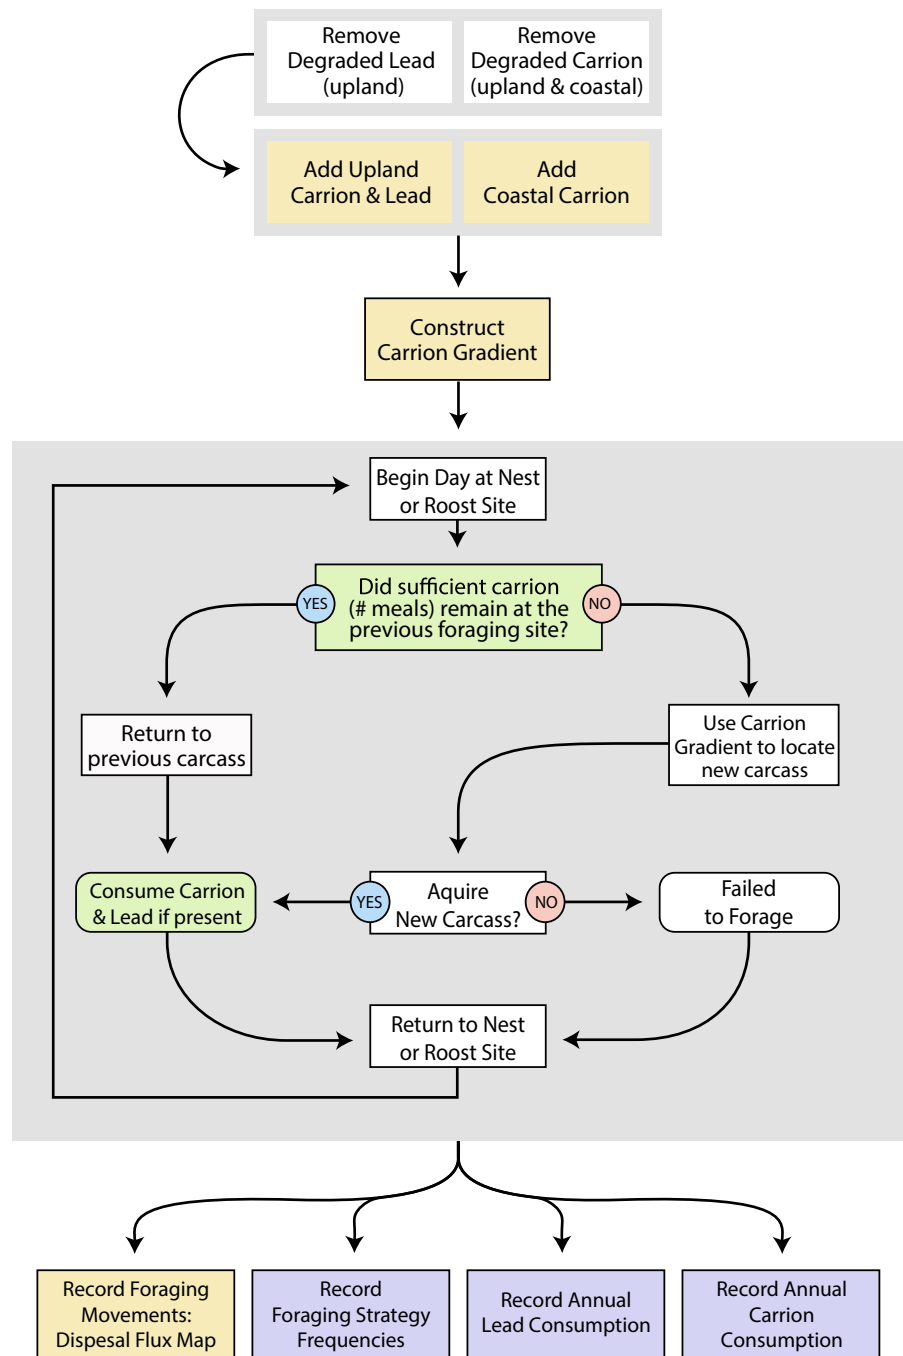 Remove
Degraded Lead
(upland)
Remove
Degraded Carrion
(upland & coastal)
Add Upland
Carrion & Lead
Add
Coastal Carrion
Construct
Carrion Gradient
Begin Day at Nest
or Roost Site
Did sufficient carrion
(# meals) remain at the
previous foraging site?
YES
NO
Return to
previous carcass
Use Carrion
Gradient to locate
new carcass
Consume Carrion
& Lead if present
YES
Aquire
New Carcass?
NO
Failed
to Forage
Return to Nest
or Roost Site
Record Foraging
Movements:
Dispesal Flux Map
Record
Foraging Strategy
Frequencies
Record Annual
Lead Consumption
Record Annual
Carrion
Consumption